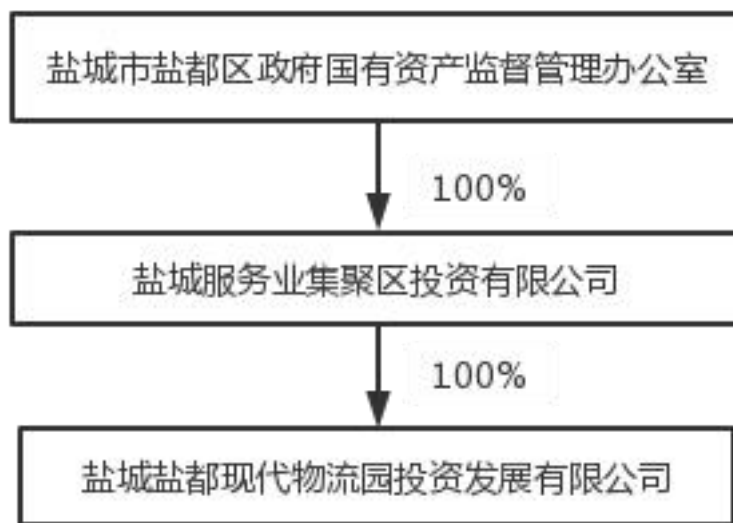 盐城市盐都区政府国有资产监督管理办公室
100%
盐城服务业集聚区投资有限公司
100%
盐城盐都现代物流园投资发展有限公司